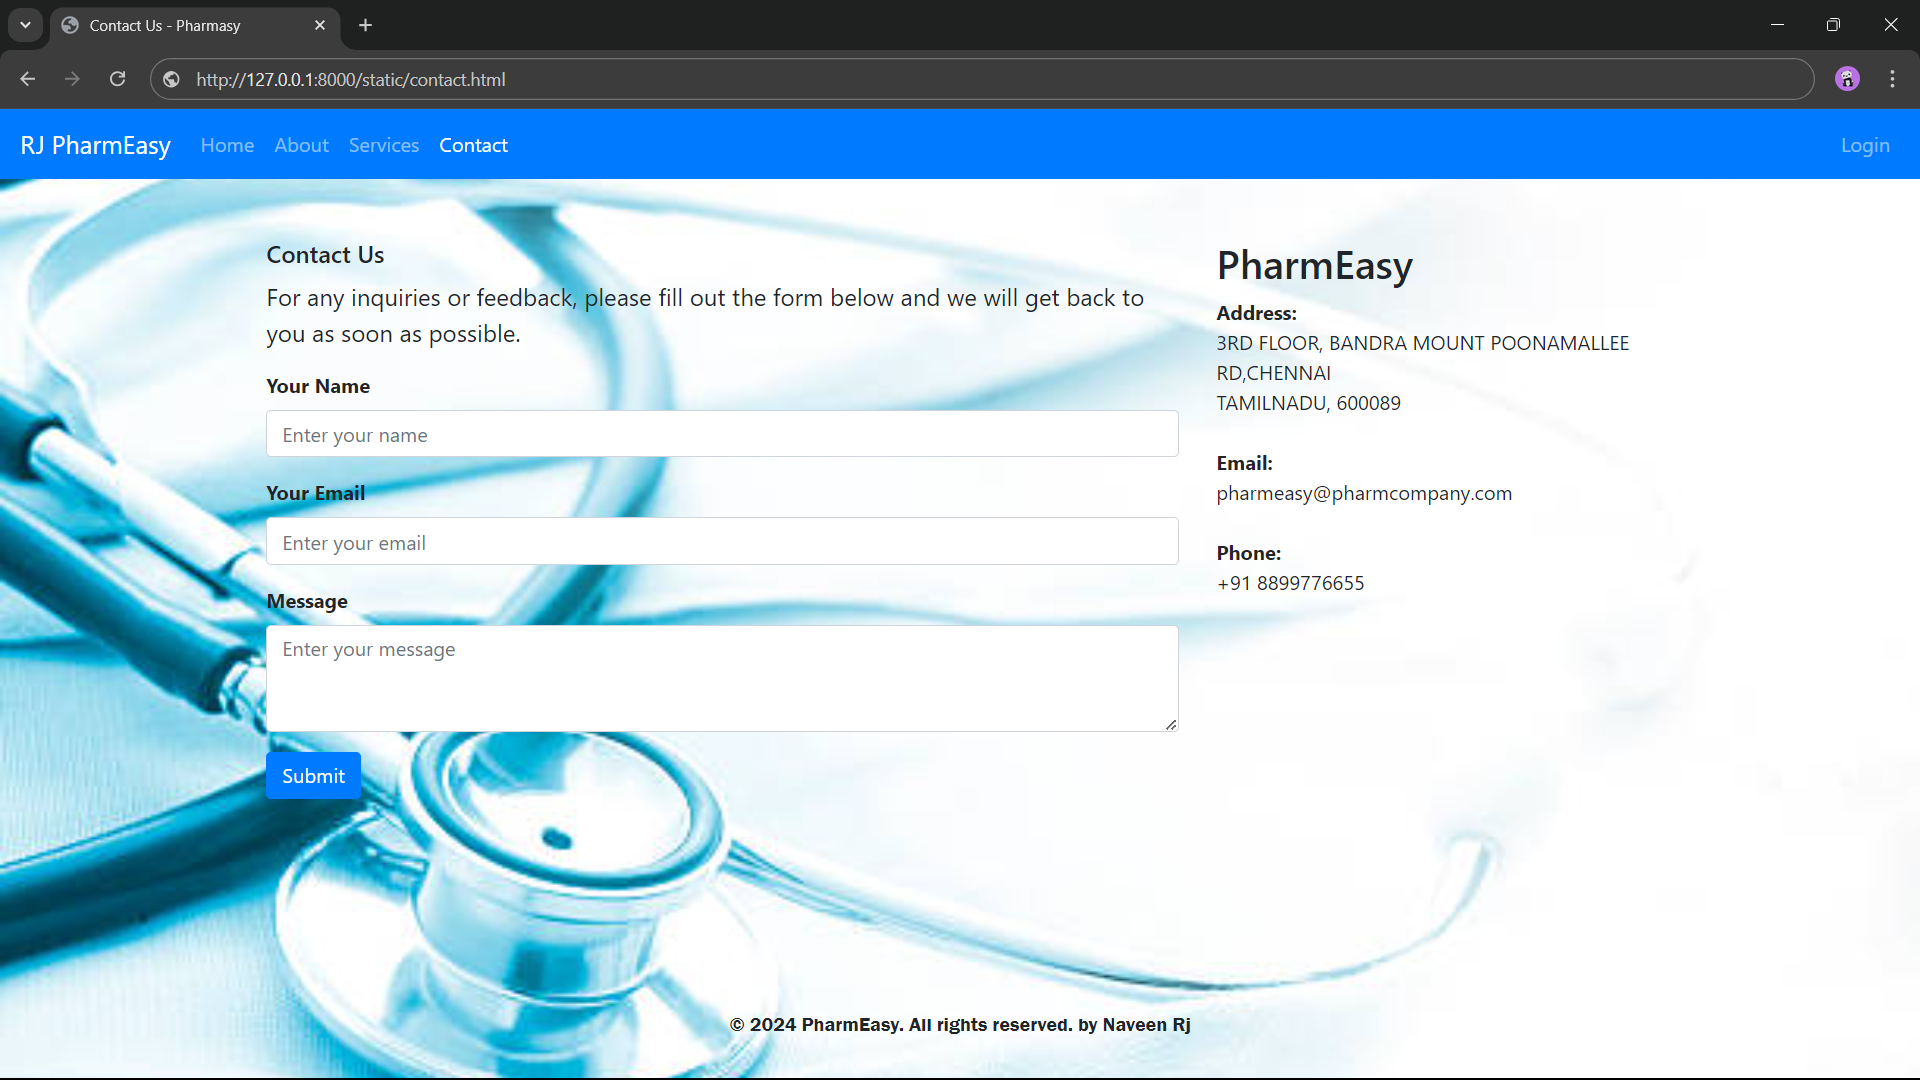 Contact Us - Pharmasy
http://127.0.0.1:8000/static/contact.html
RJ PharmEasy Home About Services Contact Login
Contact Us
For any inquiries or feedback, please fill out the form below and we will get back to
you as soon as possible.
Your Name
Enter your name
Your Email
Enter your email
Message
Enter your message
Submit
PharmEasy
Address:
3RD FLOOR, BANDRA MOUNT POONAMALLEE
RD,CHENNAI
TAMILNADU, 600089
Email:
pharmeasy@pharmcompany.com
Phone:
+91 8899776655
© 2024 PharmEasy. All rights reserved. by Naveen Rj